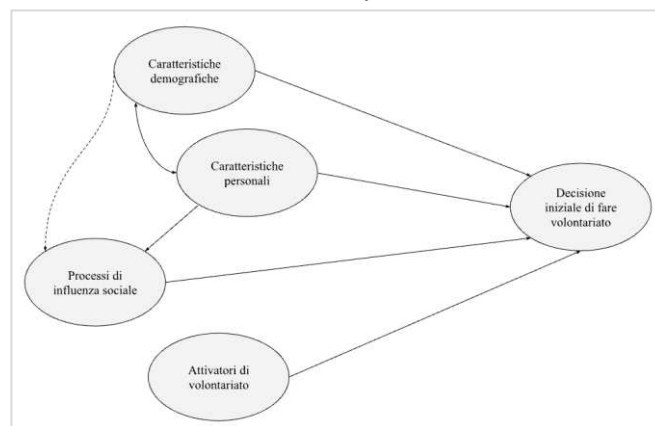 Caratteristiche
demografiche
Caratteristiche
personali
Decisione
iniziale di fare
volontariato
Processi di
influenza sociale
Attivatori di
volontariato